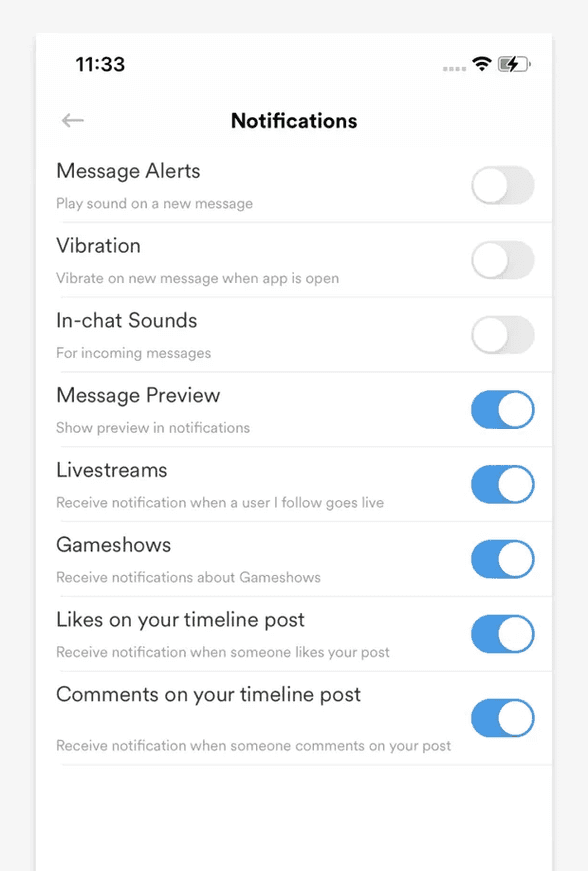 11:33
Notifications
Message Alerts
Play sound on a new message
Vibration
Vibrate on new message when app is open
In-chat Sounds
For incoming messages
Message Preview
Show preview in notifications
Livestreams
Receive notification when a user I follow goes live
Gameshows
Receive notifications about Gameshows
Likes on your timeline post
Receive notification when someone likes your post
Comments on your timeline post
Receive notification when someone comments on your post